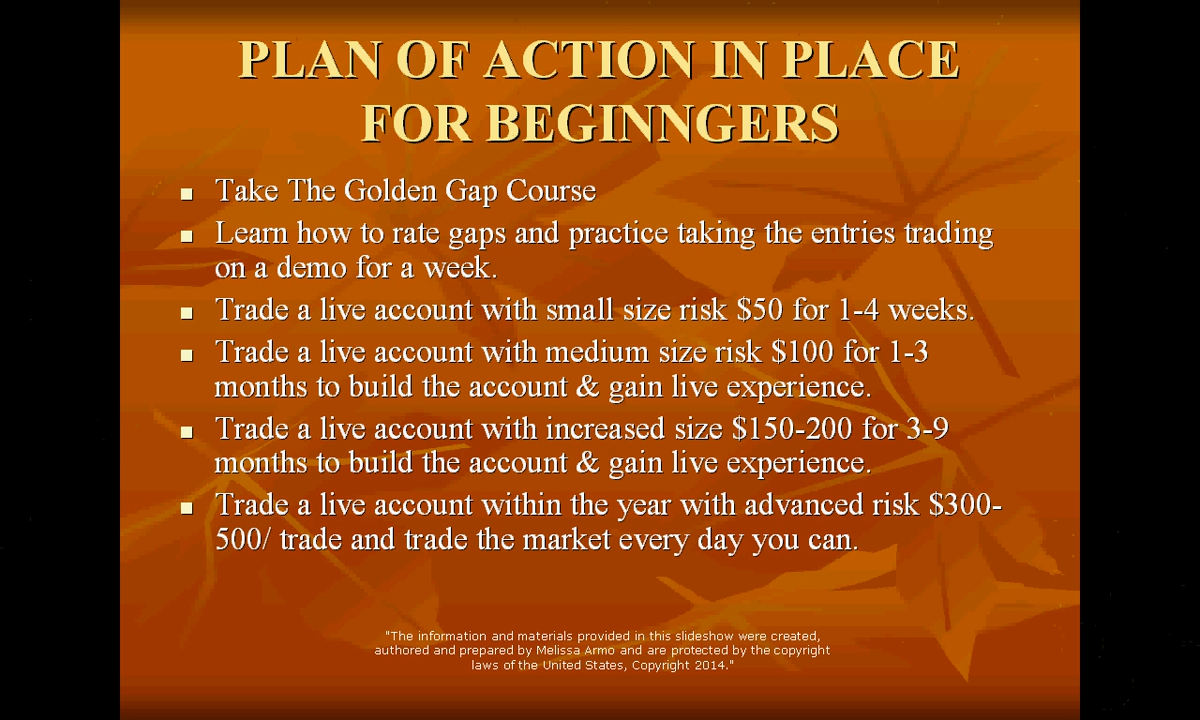 PLAN OF ACTION IN PLACE
FOR BEGINNGERS
Take The Golden Gap Course
Learn how to rate gaps and practice taking the entries trading
on a demo for a week.
Trade a live account with small size risk $50 for 1-4 weeks.
Trade a live account with medium size risk $100 for 1-3
months to build the account & gain live experience.
Trade a live account with increased size $150-200 for 3-9
months to build the account & gain live experience.
Trade a live account within the year with advanced risk $300-
500/ trade and trade the market every day you can.
"The information and materials provided in this slideshow were created,
authored and prepared by Melissa Armo and are protected by the copyright
laws of the United States, Copyright 2014."